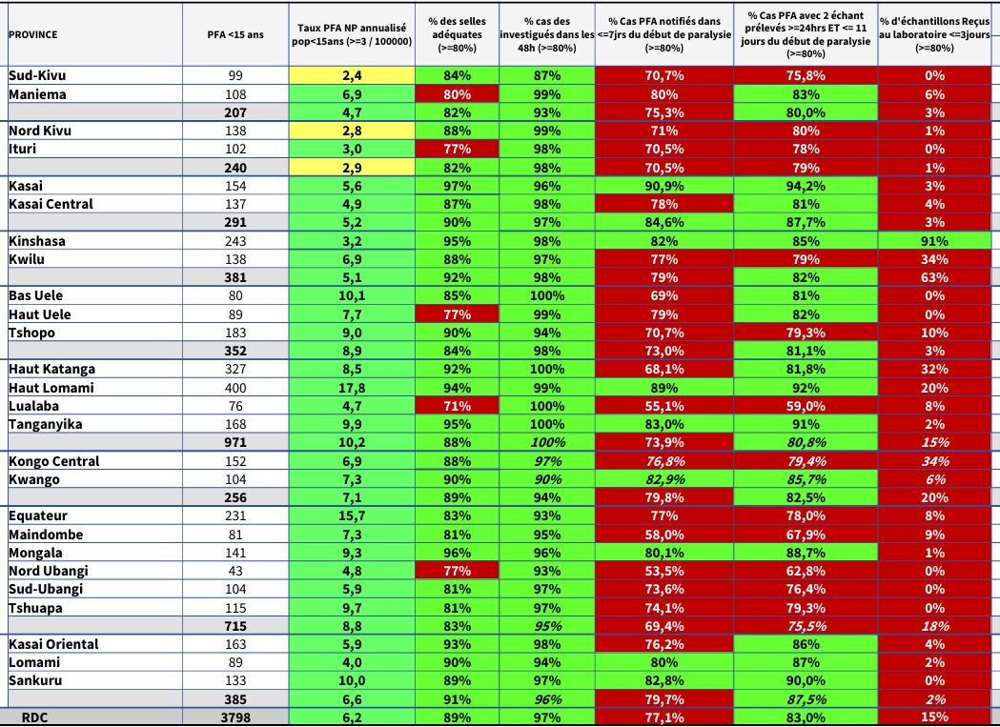 PROVINCE | PFA <15 ans | Taux PFA NP annualisé pop<15ans (>=3 / 100000) | % des selles adéquates (>=80%) | % cas des investigués dans les 48h (>=80%) | % Cas PFA notifiés dans <=7jrs du début de paralysie (>=80%) | % Cas PFA avec 2 échant prélevés >=24hrs ET <= 11 jours du début de paralysie (>=80%) | % d'échantillons Reçus au laboratoire <=3jours (>=80%)
Sud-Kivu | 99 | 2,4 | 84% | 87% | 70,7% | 75,8% | 0%
Maniema | 108 | 6,9 | 80% | 99% | 80% | 83% | 6%
207 | 4,7 | 82% | 93% | 75,3% | 80,0% | 3%
Nord Kivu | 138 | 2,8 | 88% | 99% | 71% | 80% | 1%
Ituri | 102 | 3,0 | 77% | 98% | 70,5% | 78% | 0%
240 | 2,9 | 82% | 98% | 70,5% | 79% | 1%
Kasai | 154 | 5,6 | 97% | 96% | 90,9% | 94,2% | 3%
Kasai Central | 137 | 4,9 | 87% | 98% | 78% | 81% | 4%
291 | 5,2 | 90% | 97% | 84,6% | 87,7% | 3%
Kinshasa | 243 | 3,2 | 95% | 98% | 82% | 85% | 91%
Kwilu | 138 | 6,9 | 88% | 97% | 77% | 79% | 34%
381 | 5,1 | 92% | 98% | 79% | 82% | 63%
Bas Uele | 80 | 10,1 | 85% | 100% | 69% | 81% | 0%
Haut Uele | 89 | 7,7 | 77% | 99% | 79% | 82% | 0%
Tshopo | 183 | 9,0 | 90% | 94% | 70,7% | 79,3% | 10%
352 | 8,9 | 84% | 98% | 73,0% | 81,1% | 3%
Haut Katanga | 327 | 8,5 | 92% | 100% | 68,1% | 81,8% | 32%
Haut Lomami | 400 | 17,8 | 94% | 99% | 89% | 92% | 20%
Lualaba | 76 | 4,7 | 71% | 100% | 55,1% | 59,0% | 8%
Tanganyika | 168 | 9,9 | 95% | 100% | 83,0% | 91% | 2%
971 | 10,2 | 88% | 100% | 73,9% | 80,8% | 15%
Kongo Central | 152 | 6,9 | 88% | 97% | 76,8% | 79,4% | 34%
Kwango | 104 | 7,3 | 90% | 90% | 82,9% | 85,7% | 6%
256 | 7,1 | 89% | 94% | 79,8% | 82,5% | 20%
Equateur | 231 | 15,7 | 83% | 93% | 77% | 78,0% | 8%
Maindombe | 81 | 7,3 | 81% | 95% | 58,0% | 67,9% | 9%
Mongala | 141 | 9,3 | 96% | 96% | 80,1% | 88,7% | 1%
Nord Ubangi | 43 | 4,8 | 77% | 93% | 53,5% | 62,8% | 0%
Sud-Ubangi | 104 | 5,9 | 81% | 97% | 73,6% | 76,4% | 0%
Tshuapa | 115 | 9,7 | 81% | 97% | 74,1% | 79,3% | 0%
715 | 8,8 | 83% | 95% | 69,4% | 75,5% | 18%
Kasai Oriental | 163 | 5,9 | 93% | 98% | 76,2% | 86% | 4%
Lomami | 89 | 4,0 | 90% | 94% | 80% | 87% | 2%
Sankuru | 133 | 10,0 | 89% | 97% | 82,8% | 90,0% | 0%
385 | 6,6 | 91% | 96% | 79,7% | 87,5% | 2%
RDC | 3798 | 6,2 | 89% | 97% | 77,1% | 83,0% | 15%